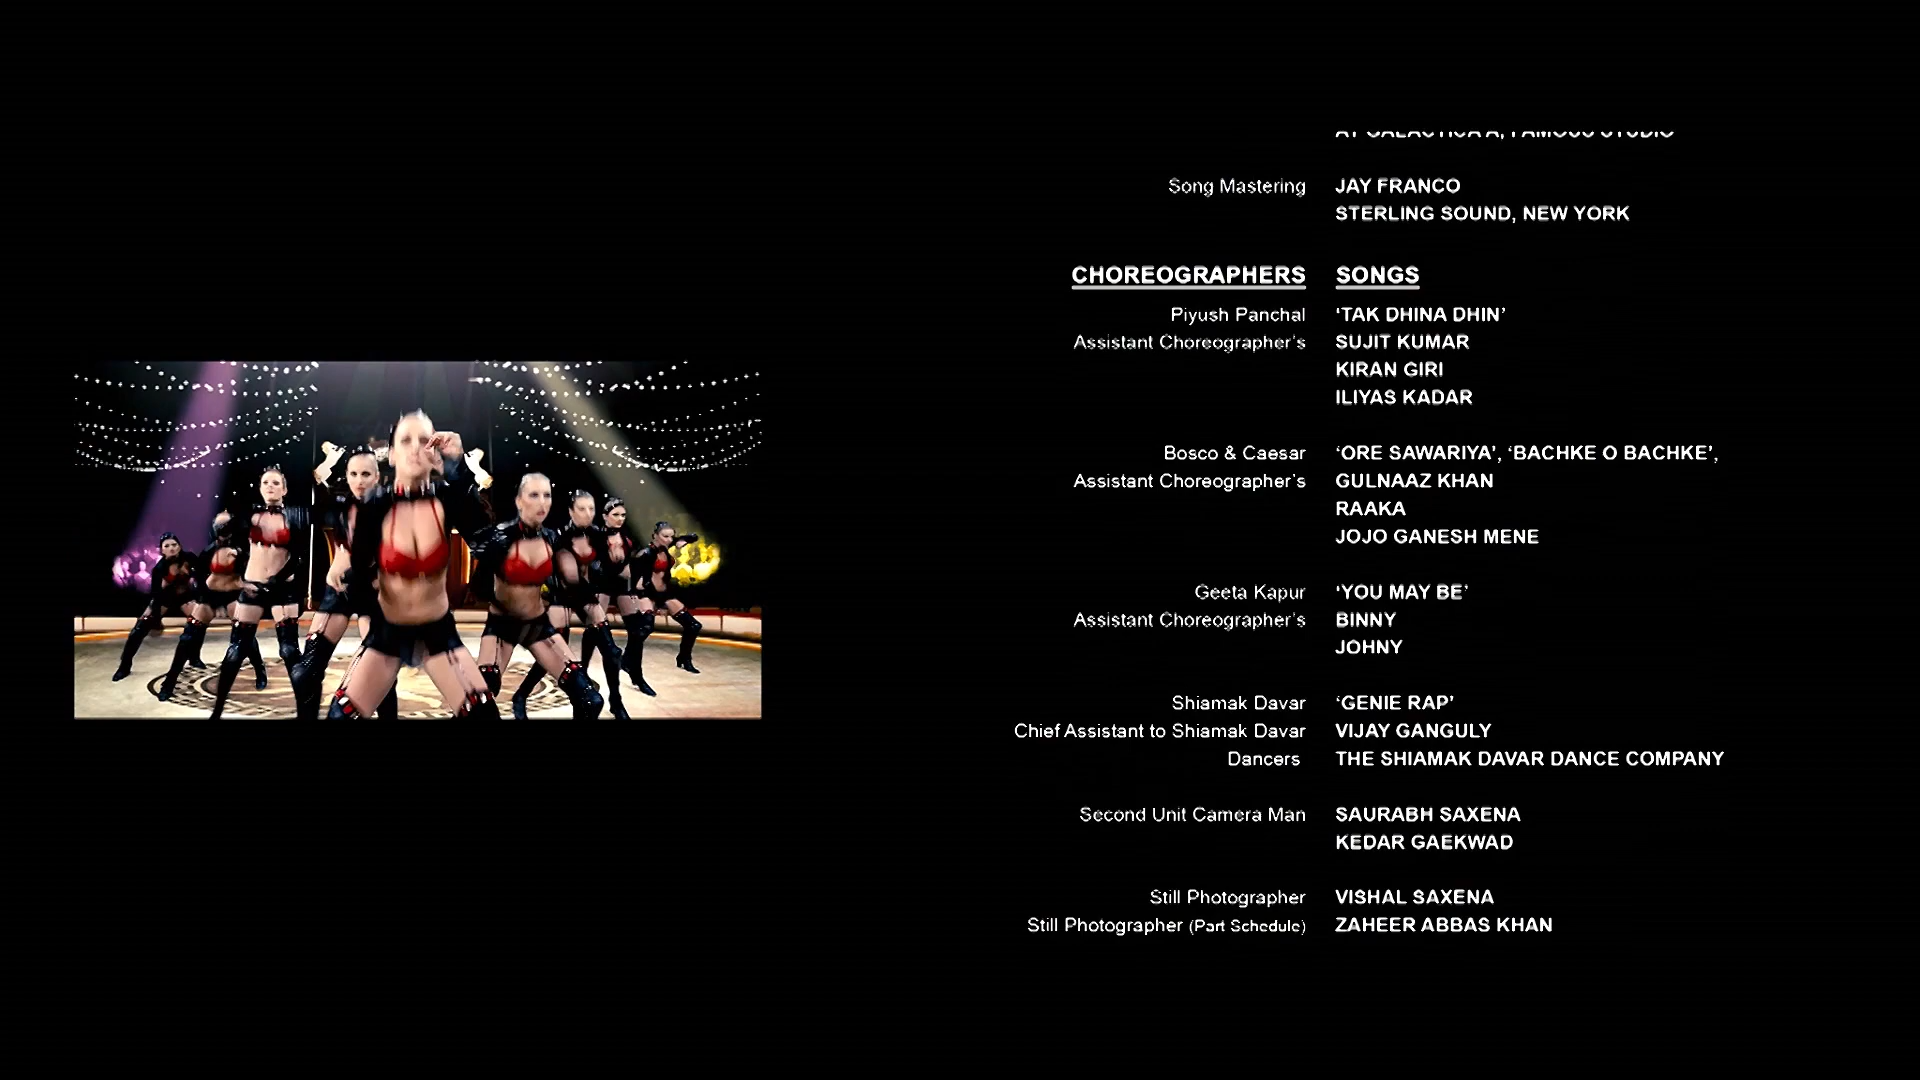 Song Mastering JAY FRANCO
STERLING SOUND, NEW YORK
CHOREOGRAPHERS SONGS
Piyush Panchal ‘TAK DHINA DHIN’
Assistant Choreographer's SUJIT KUMAR
KIRAN GIRI
ILIYAS KADAR
Bosco & Caesar ‘ORE SAWARIYA’, ‘BACHKE O BACHKE’,
Assistant Choreographer's GULNAAZ KHAN
RAAKA
JOJO GANESH MENE
Geeta Kapur ‘YOU MAY BE’
Assistant Choreographer's BINNY
JOHNY
Shiamak Davar ‘GENIE RAP’
Chief Assistant to Shiamak Davar VIJAY GANGULY
Dancers THE SHIAMAK DAVAR DANCE COMPANY
Second Unit Camera Man SAURABH SAXENA
KEDAR GAEKWAD
Still Photographer VISHAL SAXENA
Still Photographer (Part Schedule) ZAHEER ABBAS KHAN